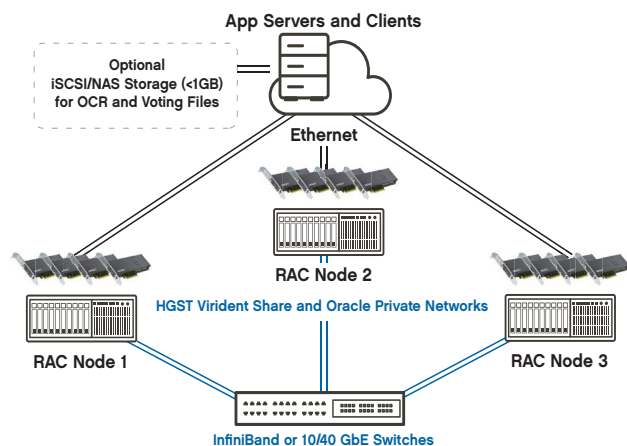 App Servers and Clients
Optional
iSCSI/NAS Storage (<1GB)
for OCR and Voting Files
Ethernet
RAC Node 2
HGST Virident Share and Oracle Private Networks
RAC Node 1
RAC Node 3
InfiniBand or 10/40 GbE Switches